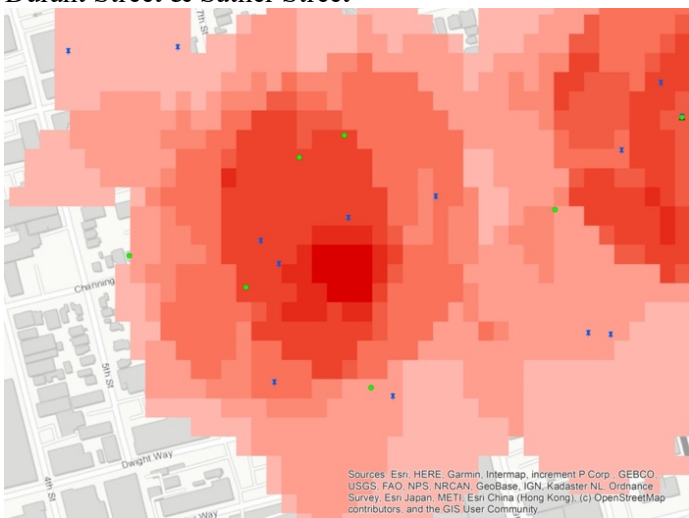 Durant Street & Sather Street
7th St
Channing
5th St
Dwight Way
4th St
Sources: Esri, HERE, Garmin, Intermap, increment P Corp., GEBCO,
USGS, FAO, NPS, NRCAN, GeoBase, IGN, Kadaster NL, Ordnance
Survey, Esri Japan, METI, Esri China (Hong Kong), (c) OpenStreetMap
contributors, and the GIS User Community